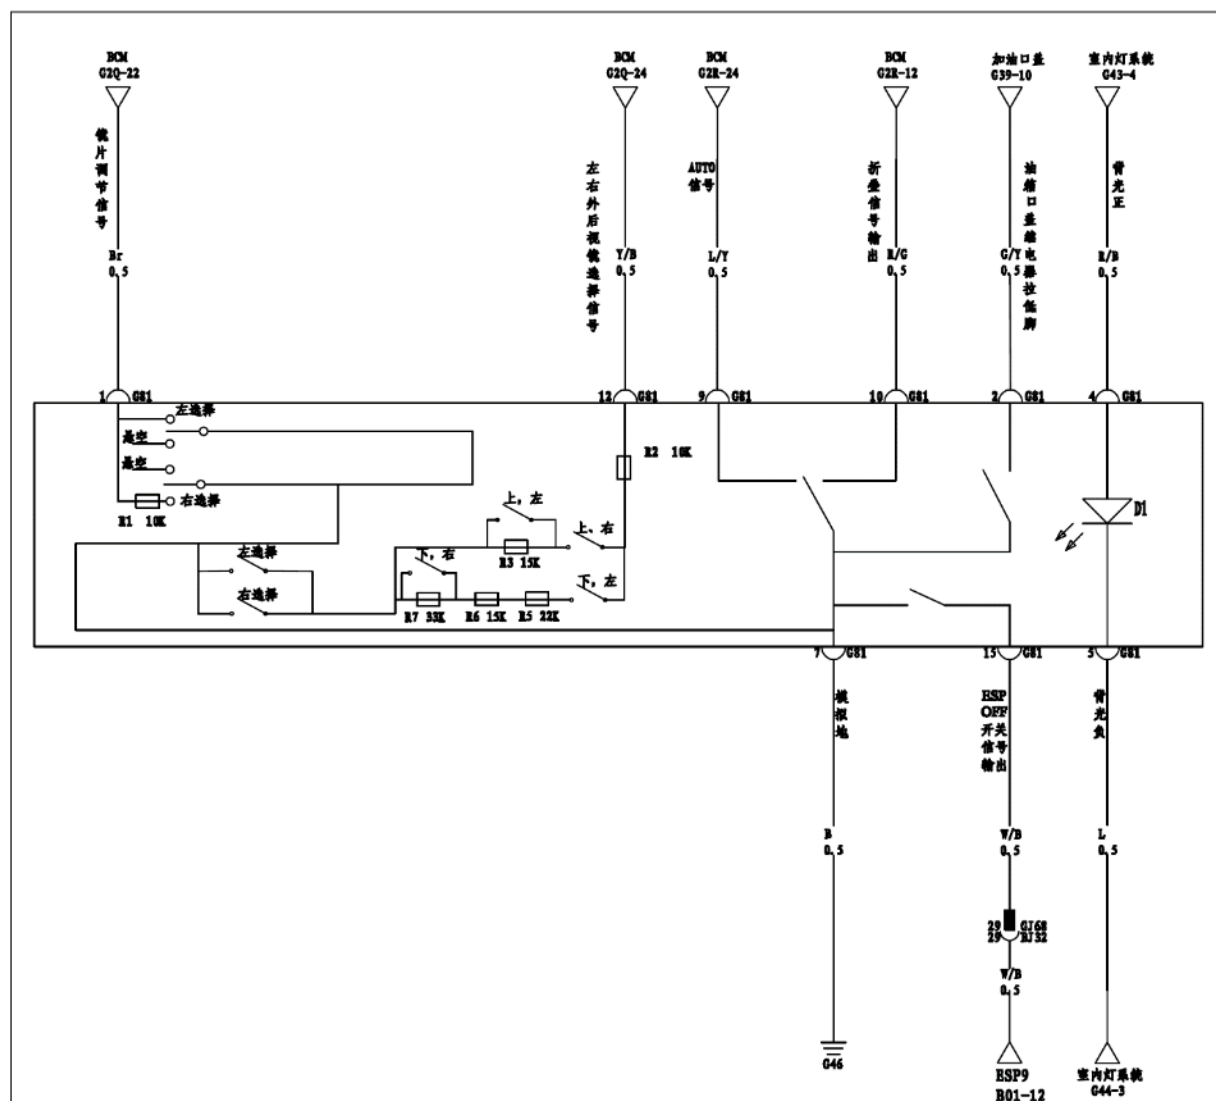 BCM
G2Q-22
BCM
G2Q-24
BCM
G2R-24
BCM
G2R-12
加油口盖
G39-10
室内灯系统
G43-4
镜片调节信号
左右外后视镜选择信号
AUTO
信号
折叠信号输出
油箱口盖继电器拉低脚
背光正
Br
0.5
Y/B
0.5
L/Y
0.5
R/G
0.5
G/Y
0.5
R/B
0.5
1 G81
12 G81
9 G81
10 G81
2 G81
4 G81
左选择
悬空
悬空
右选择
R1 10K
R2 10K
D1
上，左
上、右
R3 15K
左选择
下，右
右选择
下，左
R7 33K
R6 15K
R5 22K
7 G81
15 G81
5 G81
模拟地
ESP
OFF
开关
信号
输出
背光负
B
0.5
W/B
0.5
L
0.5
29 GJ68
29 BJ32
W/B
0.5
G46
ESP9
B01-12
室内灯系统
G44-3